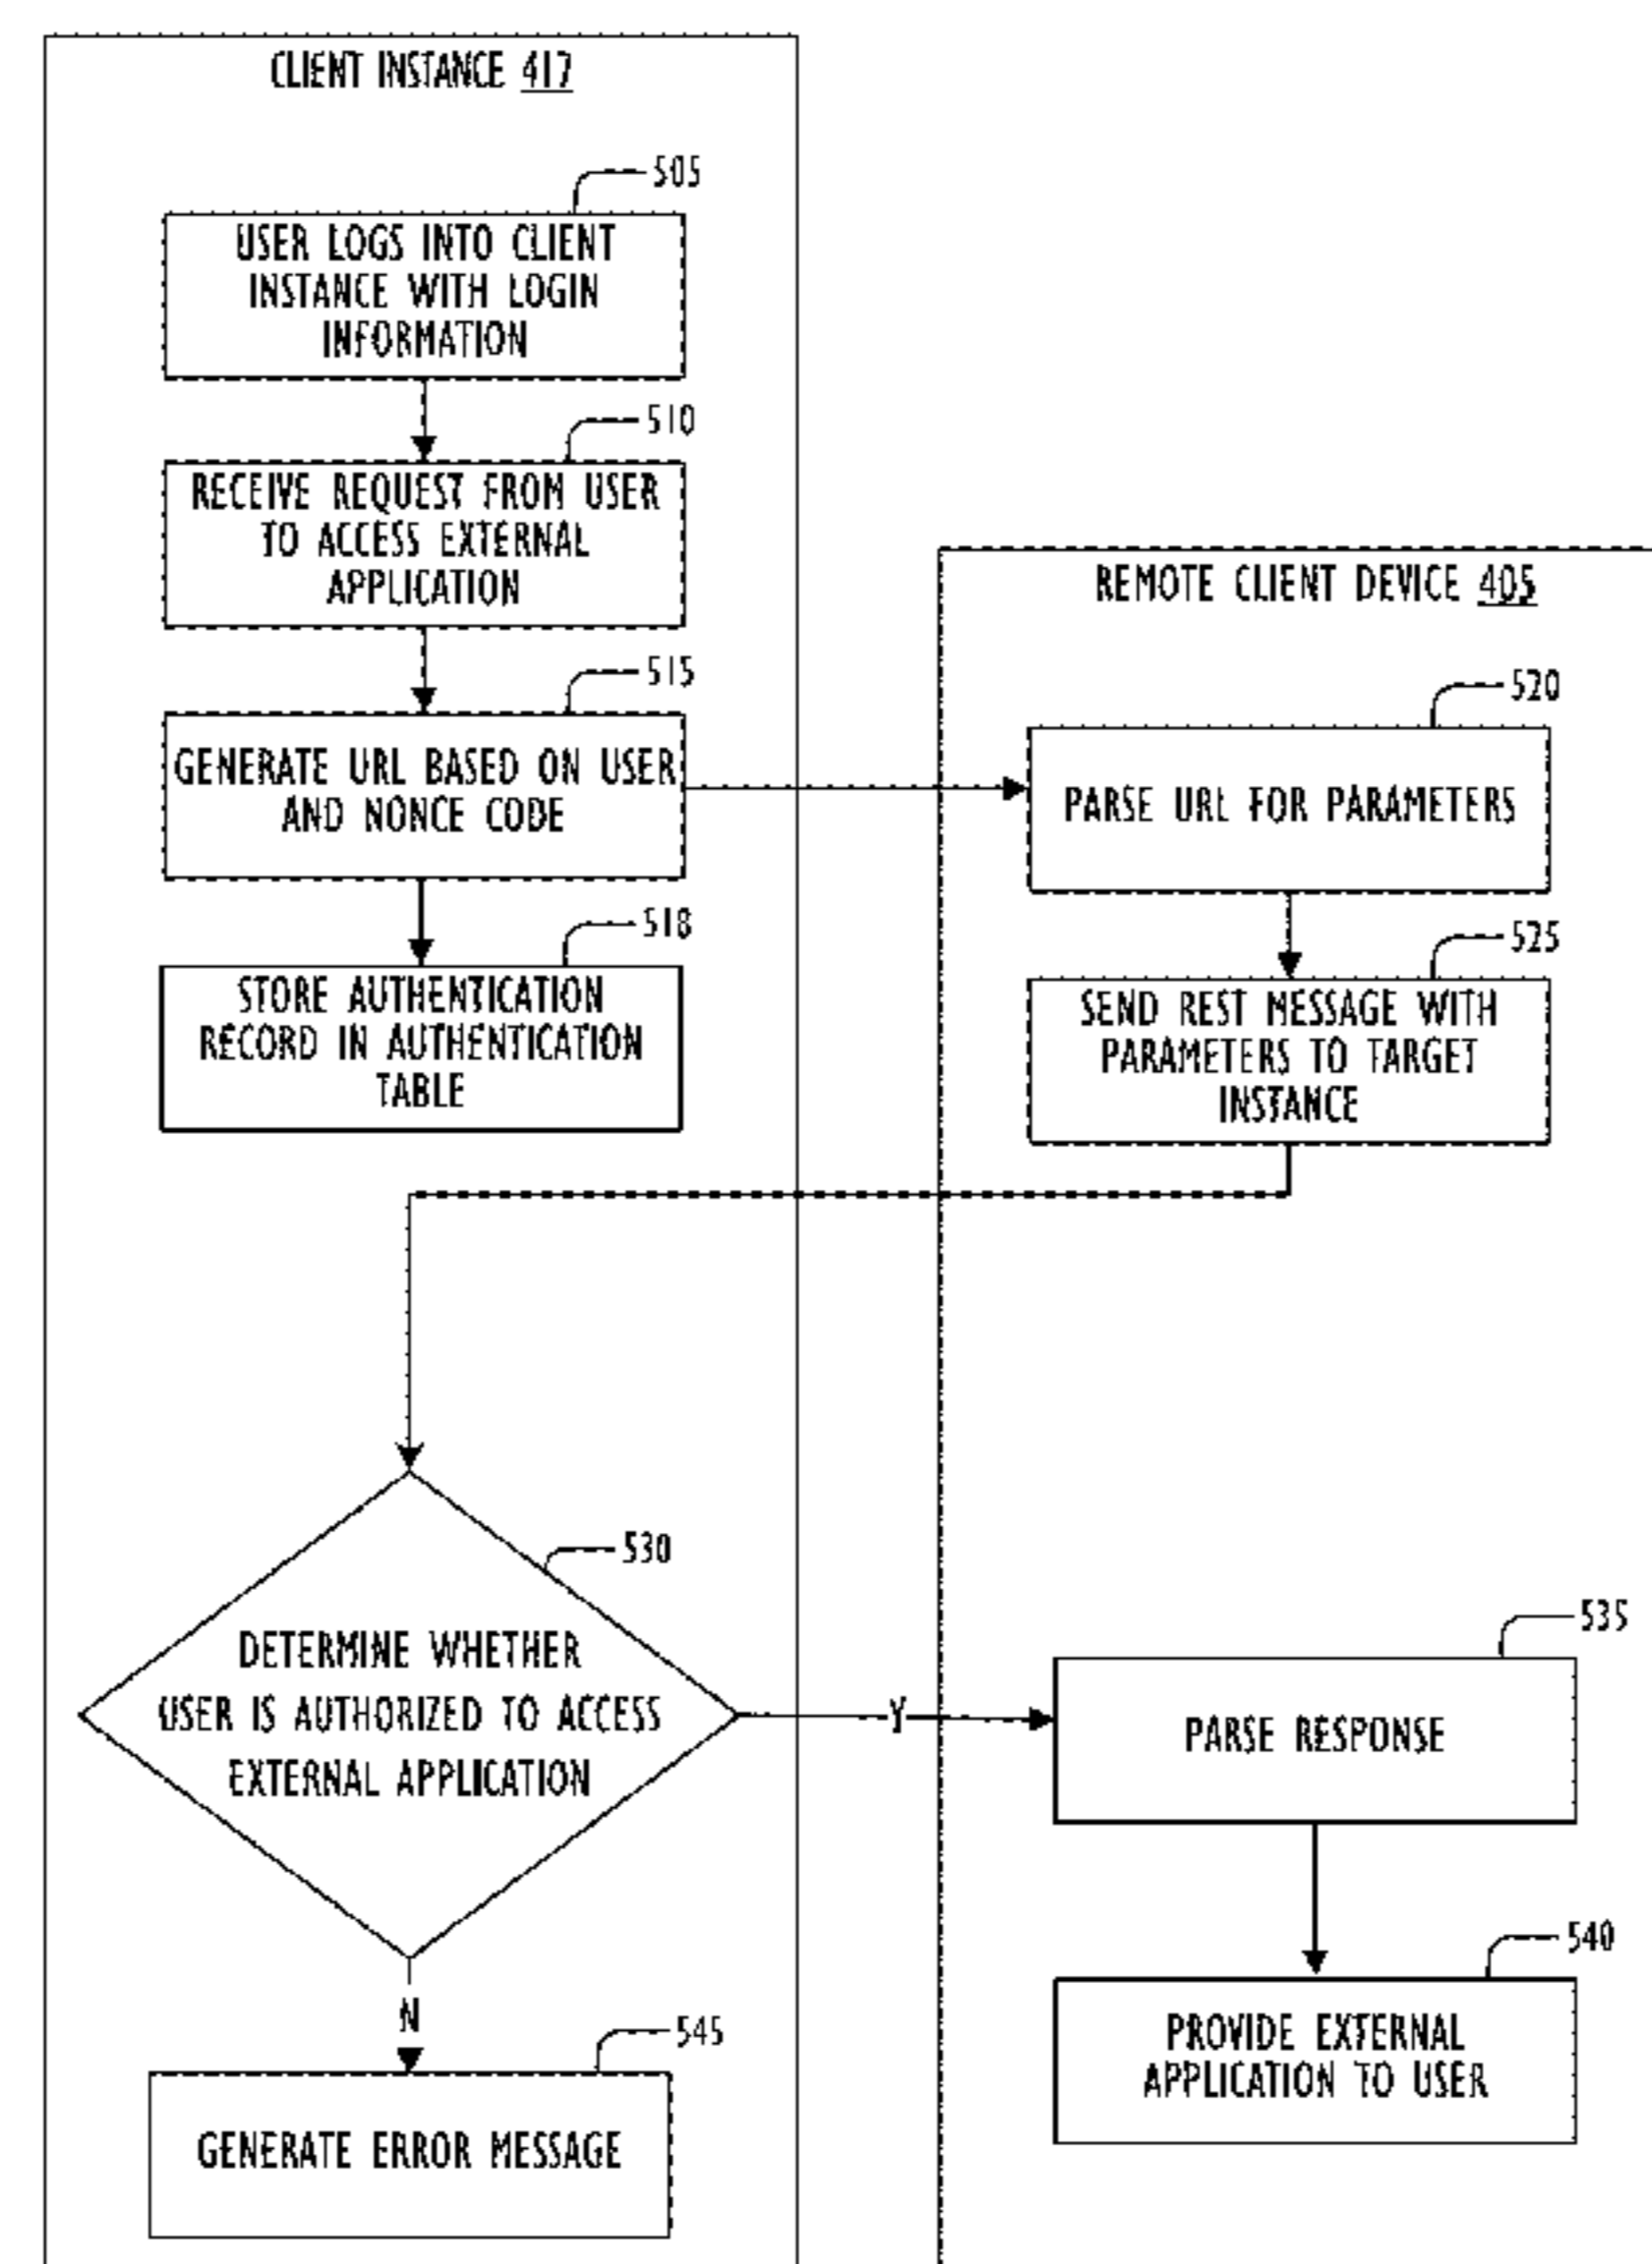 CLIENT INSTANCE 417
505
USER LOGS INTO CLIENT
INSTANCE WITH LOGIN
INFORMATION
510
RECEIVE REQUEST FROM USER
TO ACCESS EXTERNAL
APPLICATION
515
GENERATE URL BASED ON USER
AND NONCE CODE
518
STORE AUTHENTICATION
RECORD IN AUTHENTICATION
TABLE
REMOTE CLIENT DEVICE 405
520
PARSE URL FOR PARAMETERS
525
SEND REST MESSAGE WITH
PARAMETERS TO TARGET
INSTANCE
530
DETERMINE WHETHER
USER IS AUTHORIZED TO ACCESS
EXTERNAL APPLICATION
Y
535
PARSE RESPONSE
540
PROVIDE EXTERNAL
APPLICATION TO USER
N
545
GENERATE ERROR MESSAGE